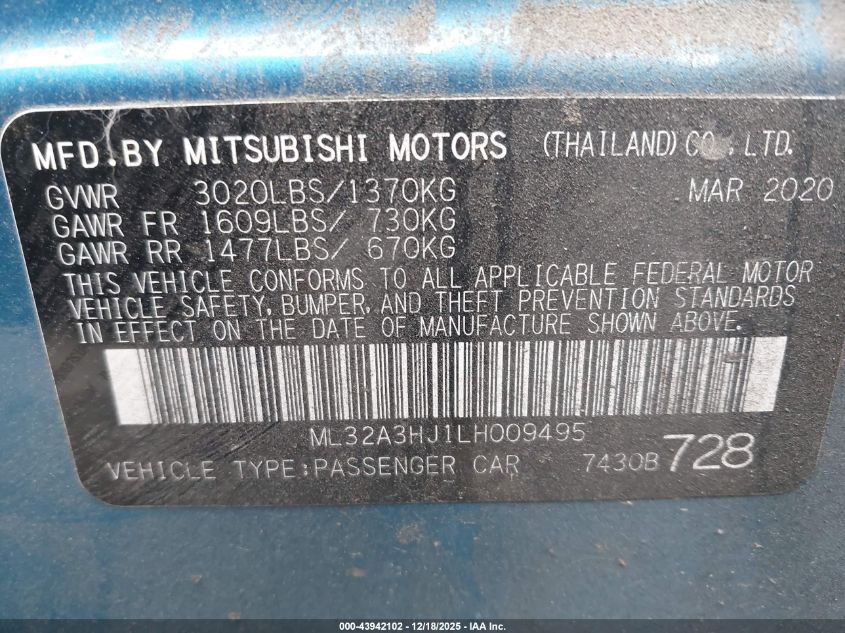 MFD.BY MITSUBISHI MOTORS (THAILAND) CO., LTD.
GVWR 3020LBS/1370KG MAR 2020
GAWR FR 1609LBS/ 730KG
GAWR RR 1477LBS/ 670KG
THIS VEHICLE CONFORMS TO ALL APPLICABLE FEDERAL MOTOR
VEHICLE SAFETY, BUMPER, AND THEFT PREVENTION STANDARDS
IN EFFECT ON THE DATE OF MANUFACTURE SHOWN ABOVE.
ML32A3HJ1LH009495
VEHICLE TYPE:PASSENGER CAR 7430B 728
000-43942102 - 12/18/2025 - IAA Inc.